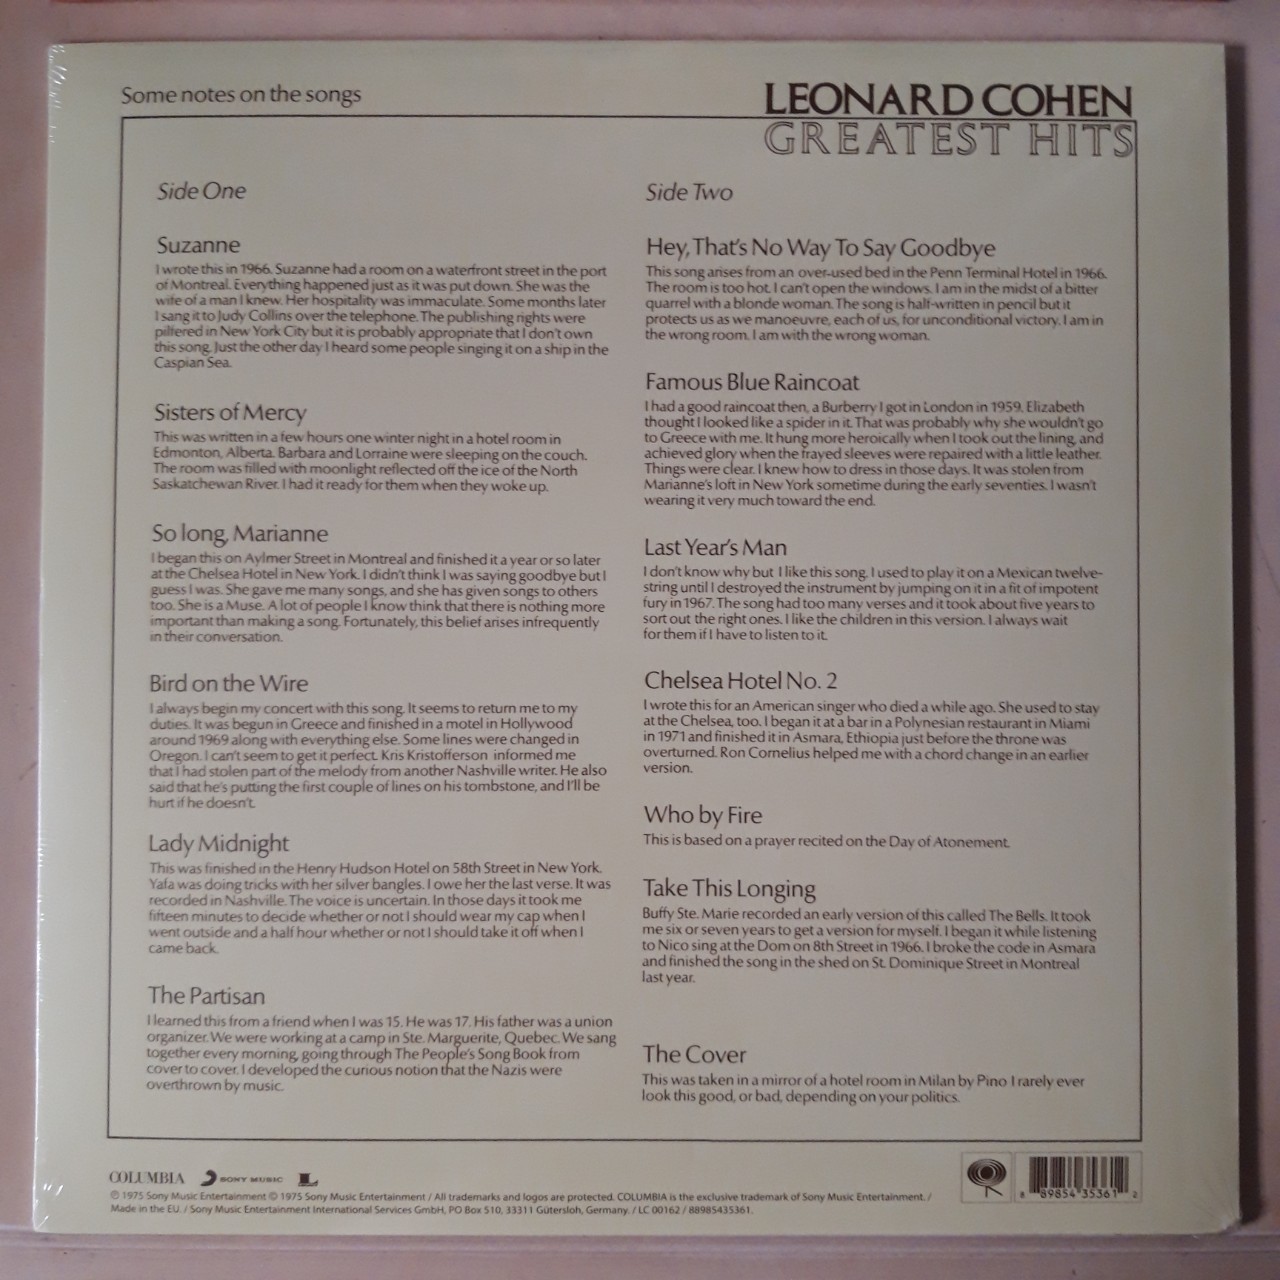 Some notes on the songs
LEONARD COHEN
GREATEST HITS
Side One
Suzanne
I wrote this in 1966. Suzanne had a room on a waterfront street in the port
of Montreal. Everything happened just as it was put down. She was the
wife of a man I knew. Her hospitality was immaculate. Some months later
I sang it to Judy Collins over the telephone. The publishing rights were
pilfered in New York City but it is probably appropriate that I don't own
this song. Just the other day I heard some people singing it on a ship in the
Caspian Sea.
Sisters of Mercy
This was written in a few hours one winter night in a hotel room in
Edmonton, Alberta. Barbara and Lorraine were sleeping on the couch.
The room was filled with moonlight reflected off the ice of the North
Saskatchewan River. I had it ready for them when they woke up.
So long, Marianne
I began this on Aylmer Street in Montreal and finished it a year or so later
at the Chelsea Hotel in New York. I didn't think I was saying goodbye but I
guess I was. She gave me many songs, and she has given songs to others
too. She is a Muse. A lot of people I know think that there is nothing more
important than making a song. Fortunately, this belief arises infrequently
in their conversation.
Bird on the Wire
I always begin my concert with this song. It seems to return me to my
duties. It was begun in Greece and finished in a motel in Hollywood
around 1969 along with everything else. Some lines were changed in
Oregon. I can't seem to get it perfect. Kris Kristofferson informed me
that I had stolen part of the melody from another Nashville writer. He also
said that he's putting the first couple of lines on his tombstone, and I'll be
hurt if he doesn't.
Lady Midnight
This was finished in the Henry Hudson Hotel on 58th Street in New York.
Yafa was doing tricks with her silver bangles. I owe her the last verse. It was
recorded in Nashville. The voice is uncertain. In those days it took me
fifteen minutes to decide whether or not I should wear my cap when I
went outside and a half hour whether or not I should take it off when I
came back.
The Partisan
I learned this from a friend when I was 15. He was 17. His father was a union
organizer. We were working at a camp in Ste. Marguerite, Quebec. We sang
together every morning, going through The People's Song Book from
cover to cover. I developed the curious notion that the Nazis were
overthrown by music.
Side Two
Hey, That's No Way To Say Goodbye
This song arises from an over-used bed in the Penn Terminal Hotel in 1966.
The room is too hot. I can't open the windows. I am in the midst of a bitter
quarrel with a blonde woman. The song is half-written in pencil but it
protects us as we manoeuvre, each of us, for unconditional victory. I am in
the wrong room. I am with the wrong woman.
Famous Blue Raincoat
I had a good raincoat then, a Burberry I got in London in 1959. Elizabeth
thought I looked like a spider in it. That was probably why she wouldn't go
to Greece with me. It hung more heroically when I took out the lining, and
achieved glory when the frayed sleeves were repaired with a little leather.
Things were clear. I knew how to dress in those days. It was stolen from
Marianne's loft in New York sometime during the early seventies. I wasn't
wearing it very much toward the end.
Last Year's Man
I don't know why but I like this song. I used to play it on a Mexican twelve-
string until I destroyed the instrument by jumping on it in a fit of impotent
fury in 1967. The song had too many verses and it took about five years to
sort out the right ones. I like the children in this version. I always wait
for them if I have to listen to it.
Chelsea Hotel No. 2
I wrote this for an American singer who died a while ago. She used to stay
at the Chelsea, too. I began it at a bar in a Polynesian restaurant in Miami
in 1971 and finished it in Asmara, Ethiopia just before the throne was
overturned. Ron Cornelius helped me with a chord change in an earlier
version.
Who by Fire
This is based on a prayer recited on the Day of Atonement.
Take This Longing
Buffy Ste. Marie recorded an early version of this called The Bells. It took
me six or seven years to get a version for myself. I began it while listening
to Nico sing at the Dom on 8th Street in 1966. I broke the code in Asmara
and finished the song in the shed on St. Dominique Street in Montreal
last year.
The Cover
This was taken in a mirror of a hotel room in Milan by Pino I rarely ever
look this good, or bad, depending on your politics.
COLUMBIA SONY MUSIC L
℗ 1975 Sony Music Entertainment © 1975 Sony Music Entertainment / All trademarks and logos are protected. COLUMBIA is the exclusive trademark of Sony Music Entertainment. /
Made in the EU. / Sony Music Entertainment International Services GmbH, PO Box 510, 33311 Gütersloh, Germany. / LC 00162 / 88985435361.
8 89854 35361 2